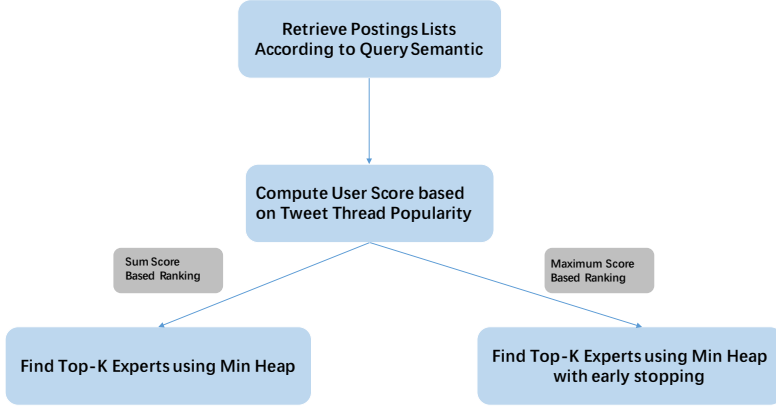 Retrieve Postings Lists
According to Query Semantic
Compute User Score based
on Tweet Thread Popularity
Sum Score
Based Ranking
Maximum Score
Based Ranking
Find Top-K Experts using Min Heap
Find Top-K Experts using Min Heap
with early stopping